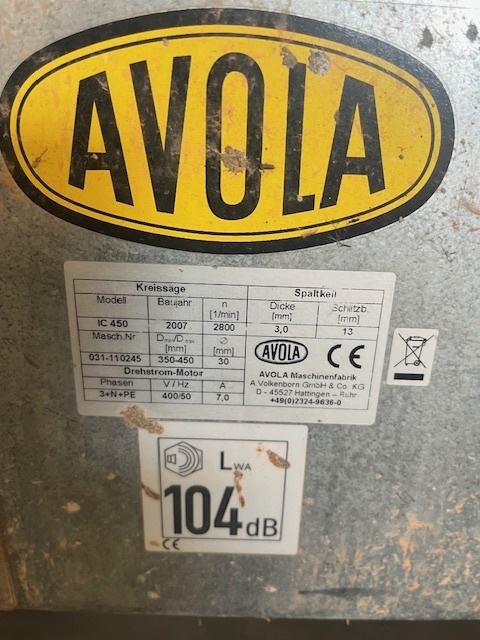 AVOLA
Kreissäge Spaltkeil
Modell Baujahr n [1/min] Dicke [mm] Schlitzb. [mm]
IC 450 2007 2800 3,0 13
Masch.Nr Dmin/Dmax [mm] ⌀ [mm]
031-110245 350-450 30
AVOLA CE
Drehstrom-Motor
Phasen V / Hz A
3+N+PE 400/50 7,0
AVOLA Maschinenfabrik
A.Volkenborn GmbH & Co. KG
D - 45527 Hattingen – Ruhr
+49(0)2324-9636-0
LWA
104dB
CE